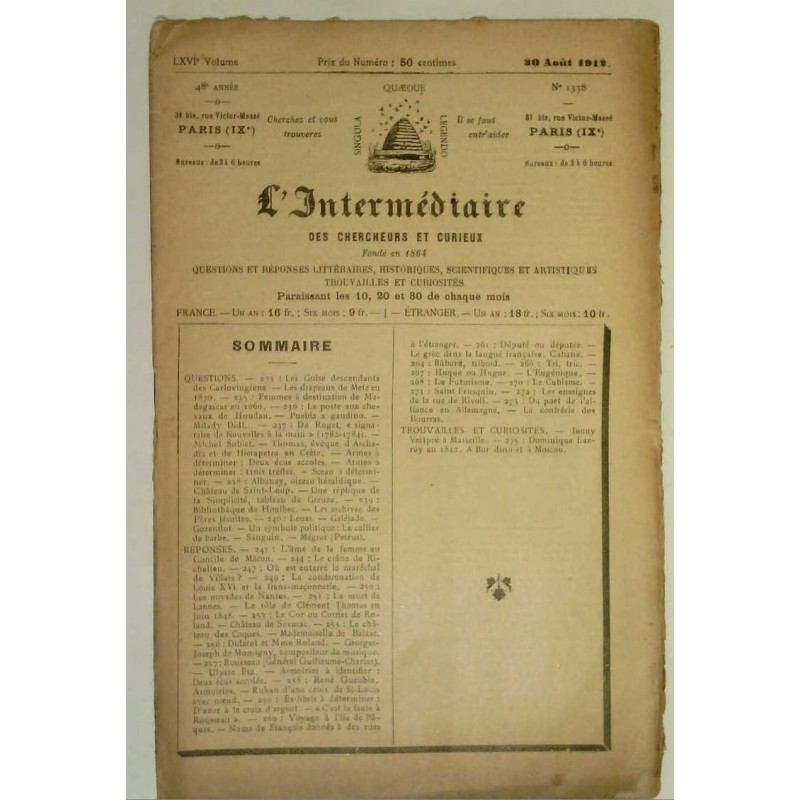 LXVIe Volume Prix du Numéro : 50 centimes 30 Août 1912.
48e ANNÉE QUÆQUE No 1338
31 bis, rue Victor-Massé
PARIS (IXe)
Bureaux : de 3 à 6 heures
Cherchez et vous
trouverez
SINGULA
LEGENDO
Il se faut
entr'aider
31 bis, rue Victor-Massé
PARIS (IXe)
Bureaux : de 3 à 6 heures
L'Intermédiaire
DES CHERCHEURS ET CURIEUX
Fondé en 1864
QUESTIONS ET RÉPONSES LITTÉRAIRES, HISTORIQUES, SCIENTIFIQUES ET ARTISTIQUES
TROUVAILLES ET CURIOSITÉS
Paraissant les 10, 20 et 30 de chaque mois
FRANCE. — UN AN : 16 fr. ; SIX MOIS : 9 fr. — | — ÉTRANGER. — UN AN : 18 fr. ; SIX MOIS : 10 fr.
SOMMAIRE
QUESTIONS. — 233 : Les Guise descendants
des Carlovingiens — Les drapeaux de Metz en
1870. — 235 : Femmes à destination de Ma-
dagascar en 1666. — 236 : La poste aux che-
vaux de Houdan. — Puebla a gaudino. —
Milady Didl... — 237 : De Roget, « signa-
taire de Nouvelles à la main » (1782-1784). —
Michel Sublet. — Thomas, évêque d'Ascha-
dis et de Hierapetra en Crète. — Armes à
déterminer : Deux écus accolés. — Armes à
déterminer : trois trèfles. — Sceau à détermi-
ner. — 238 : Albanay, oiseau héraldique. —
Château de Saint-Loup. — Une réplique de
la Simplicité, tableau de Greuze. — 239 :
Bibliothèque de Houlbec. — Les archives des
Pères jésuites. — 240 : Louas. — Galéjade. —
Gorenflot. — Un symbole politique : Le collier
de barbe. — Sanguin. — Mégret (Petrus).
RÉPONSES. — 241 : L'âme de la femme au
Concile de Mâcon. — 244 : Le crâne de Ri-
chelieu. — 247 : Où est enterré le maréchal
de Villars ? — 249 : La condamnation de
Louis XVI et la franc-maçonnerie. — 250 :
Les noyades de Nantes. — 251 : La mort de
Lannes. — Le rôle de Clément Thomas en
juin 1848. — 253 : Le Cor ou Cornet de Ro-
land. — Château de Séverac. — 255 : Le châ-
teau des Coques. — Mademoiselle de Balzac.
— 256 : Diderot et Mme Roland. — Georges-
Joseph de Momigny, compositeur de musique.
— 257 : Rousseau (Général Guillaume-Charles).
— Ulysse Piz. — Armoiries à identifier :
Deux écus accolés. — 258 : René Gueuble.
Armoiries. — Ruban d'une croix de St-Louis
avec nœud. — 259 : Ex-libris à déterminer :
D'azur à la croix d'argent. — « C'est la faute à
Rousseau ». — 260 : Voyage à l'île de Pâ-
ques. — Noms de Français donnés à des rues
à l'étranger. — 261 : Député ou députée. —
Le grec dans la langue française. Cabane. —
264 : Bâbord, tribord. — 266 : Tri, tric. —
267 : Hugue ou Hugne. — L'Eugénique. —
268 : Le Futurisme. — 270 : Le Cubisme. —
271 : Saint Frusquin. — 272 : Les enseignes
de la rue de Rivoli. — 273 : Du port de l'al-
liance en Allemagne. — La confrérie des
Bourras.
TROUVAILLES ET CURIOSITÉS. — Jenny
Vertpré à Marseille. — 275 : Dominique Lar-
rey en 1812. A Borodino et à Moscou.